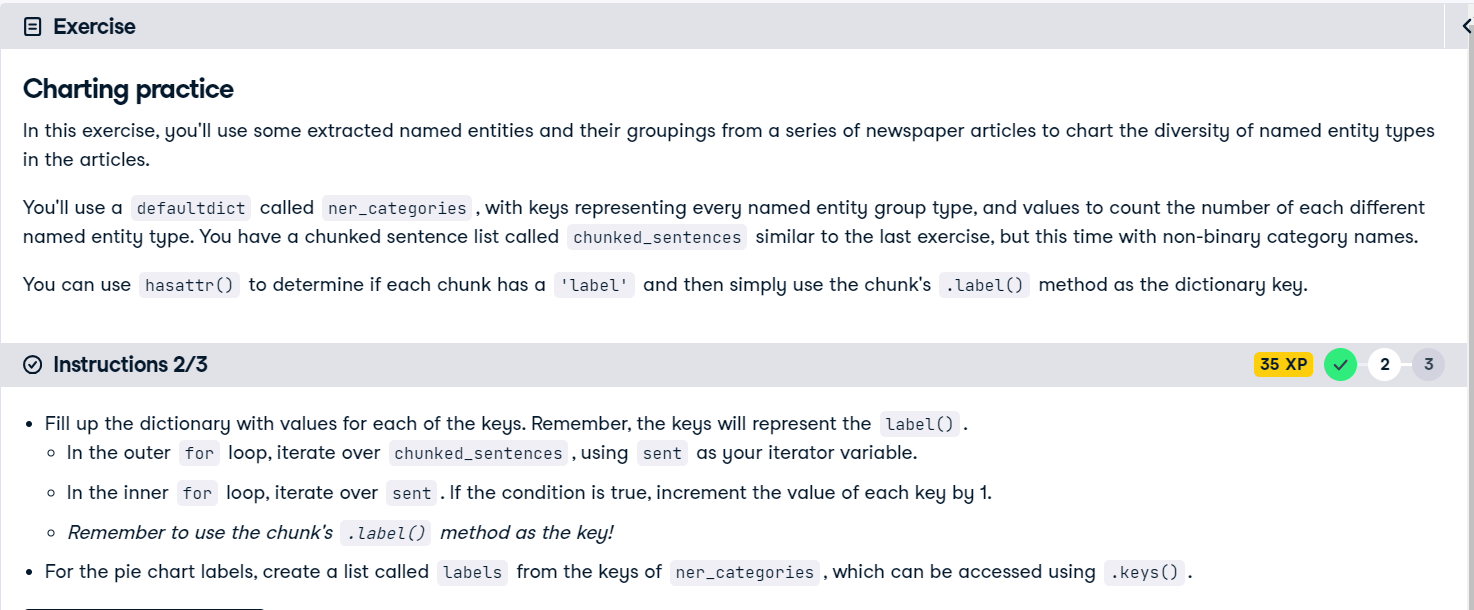 Exercise
Charting practice
In this exercise, you'll use some extracted named entities and their groupings from a series of newspaper articles to chart the diversity of named entity types
in the articles.
You'll use a defaultdict called ner_categories , with keys representing every named entity group type, and values to count the number of each different
named entity type. You have a chunked sentence list called chunked_sentences similar to the last exercise, but this time with non-binary category names.
You can use hasattr() to determine if each chunk has a 'label' and then simply use the chunk's .label() method as the dictionary key.
Instructions 2/3
35 XP
2
3
• Fill up the dictionary with values for each of the keys. Remember, the keys will represent the label() .
◦ In the outer for loop, iterate over chunked_sentences , using sent as your iterator variable.
◦ In the inner for loop, iterate over sent . If the condition is true, increment the value of each key by 1.
◦ Remember to use the chunk's .label() method as the key!
• For the pie chart labels, create a list called labels from the keys of ner_categories , which can be accessed using .keys() .